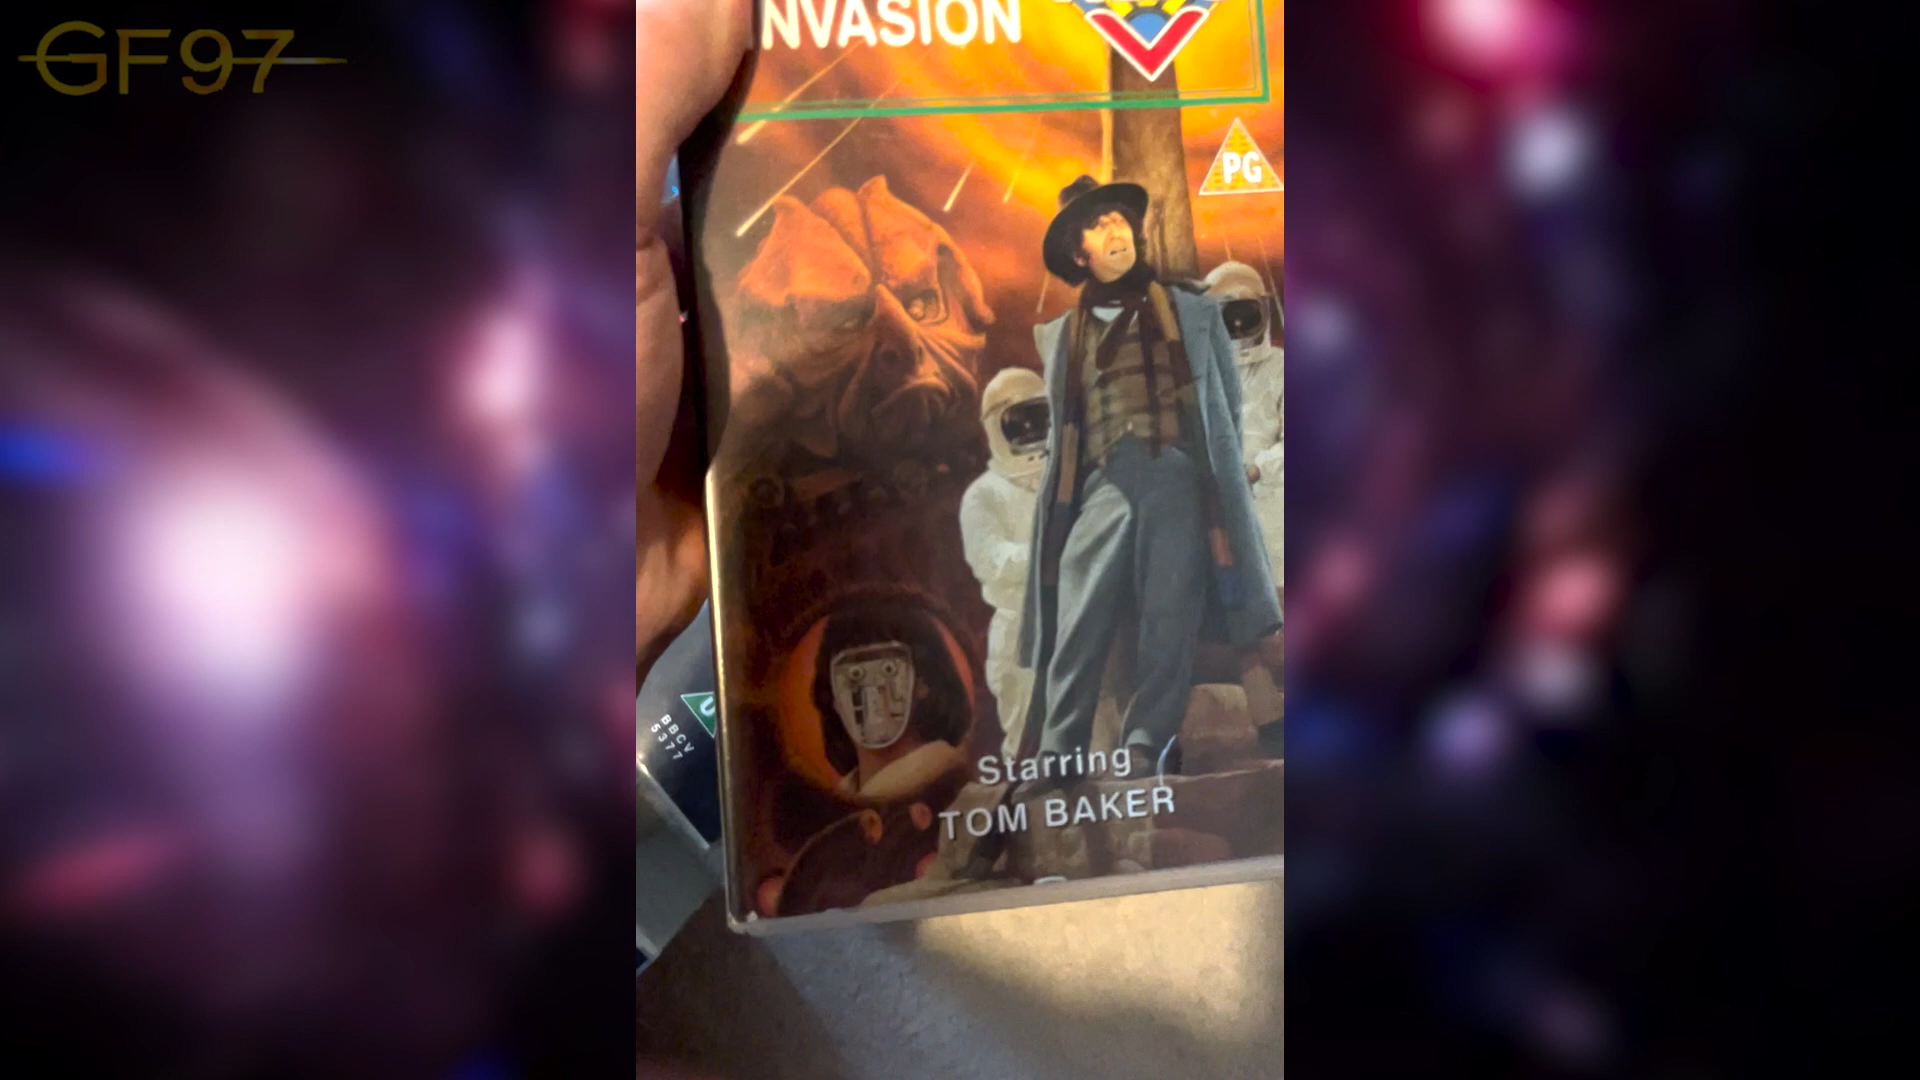 GF97
NVASION
PG
U
BBCV
5377
Starring
TOM BAKER